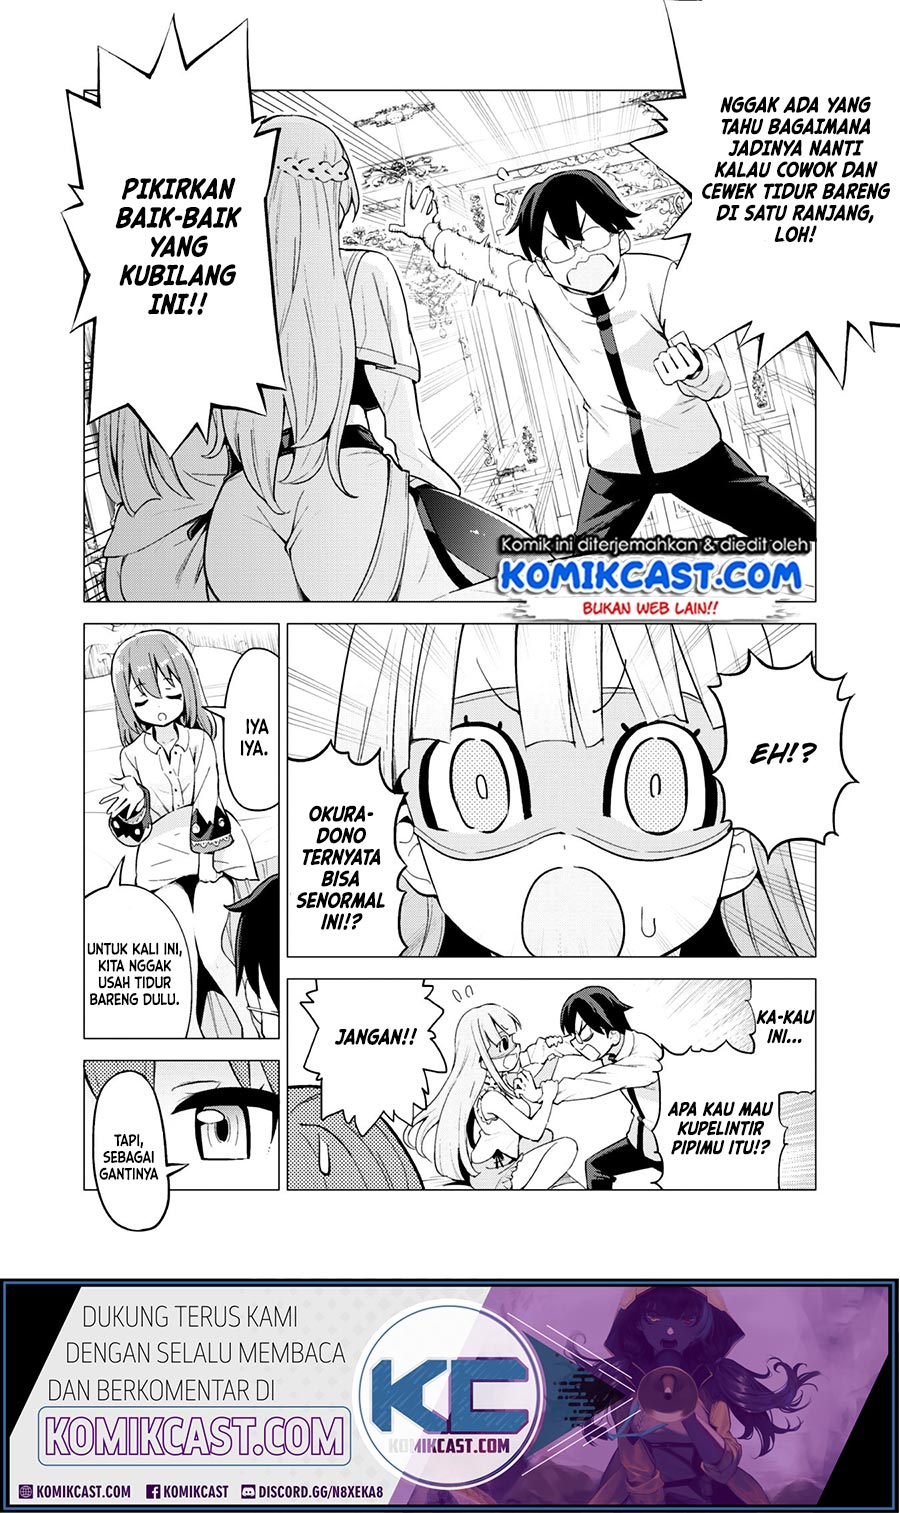 NGGAK ADA YANG
TAHU BAGAIMANA
JADINYA NANTI
KALAU COWOK DAN
CEWEK TIDUR BARENG
DI SATU RANJANG,
LOH!
PIKIRKAN
BAIK-BAIK
YANG
KUBILANG
INI!!
Komik ini diterjemahkan & diedit oleh
KOMIKCAST.COM
BUKAN WEB LAIN!!
EH!?
OKURA-
DONO
TERNYATA
BISA
SENORMAL
INI!?
IYA
IYA.
UNTUK KALI INI,
KITA NGGAK
USAH TIDUR
BARENG DULU.
KA-KAU
INI...
APA KAU MAU
KUPELINTIR
PIPIMU ITU!?
JANGAN!!
TAPI,
SEBAGAI
GANTINYA
DUKUNG TERUS KAMI
DENGAN SELALU MEMBACA
DAN BERKOMENTAR DI
KOMIKCAST.COM
KOMIKCAST.COM
KOMIKCAST
DISCORD.GG/N8XEKA8
KC
KOMIKCAST.COM